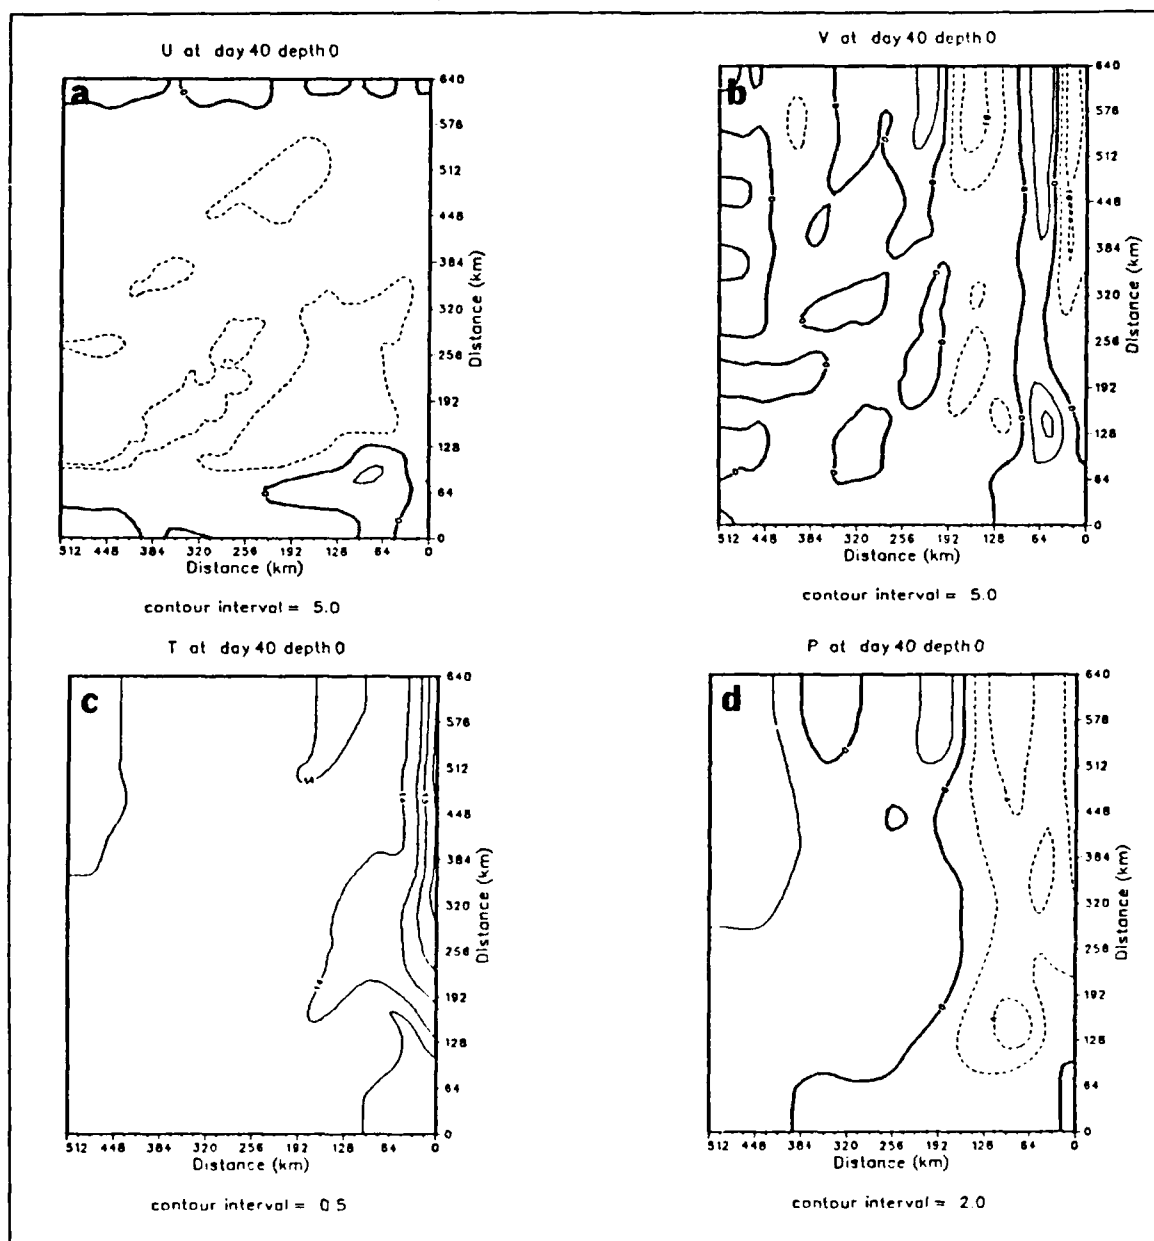 U at day 40 depth 0
a
640
576
512
448
384
320
256
192
128
64
0
Distance (km)
512 448 384 320 256 192 128 64 0
Distance (km)
contour interval = 5.0
V at day 40 depth 0
b
640
576
512
448
384
320
256
192
128
64
0
Distance (km)
512 448 384 320 256 192 128 64 0
Distance (km)
contour interval = 5.0
T at day 40 depth 0
c
640
576
512
448
384
320
256
192
128
64
0
Distance (km)
512 448 384 320 256 192 128 64 0
Distance (km)
contour interval = 0.5
P at day 40 depth 0
d
640
576
512
448
384
320
256
192
128
64
0
Distance (km)
512 448 384 320 256 192 128 64 0
Distance (km)
contour interval = 2.0